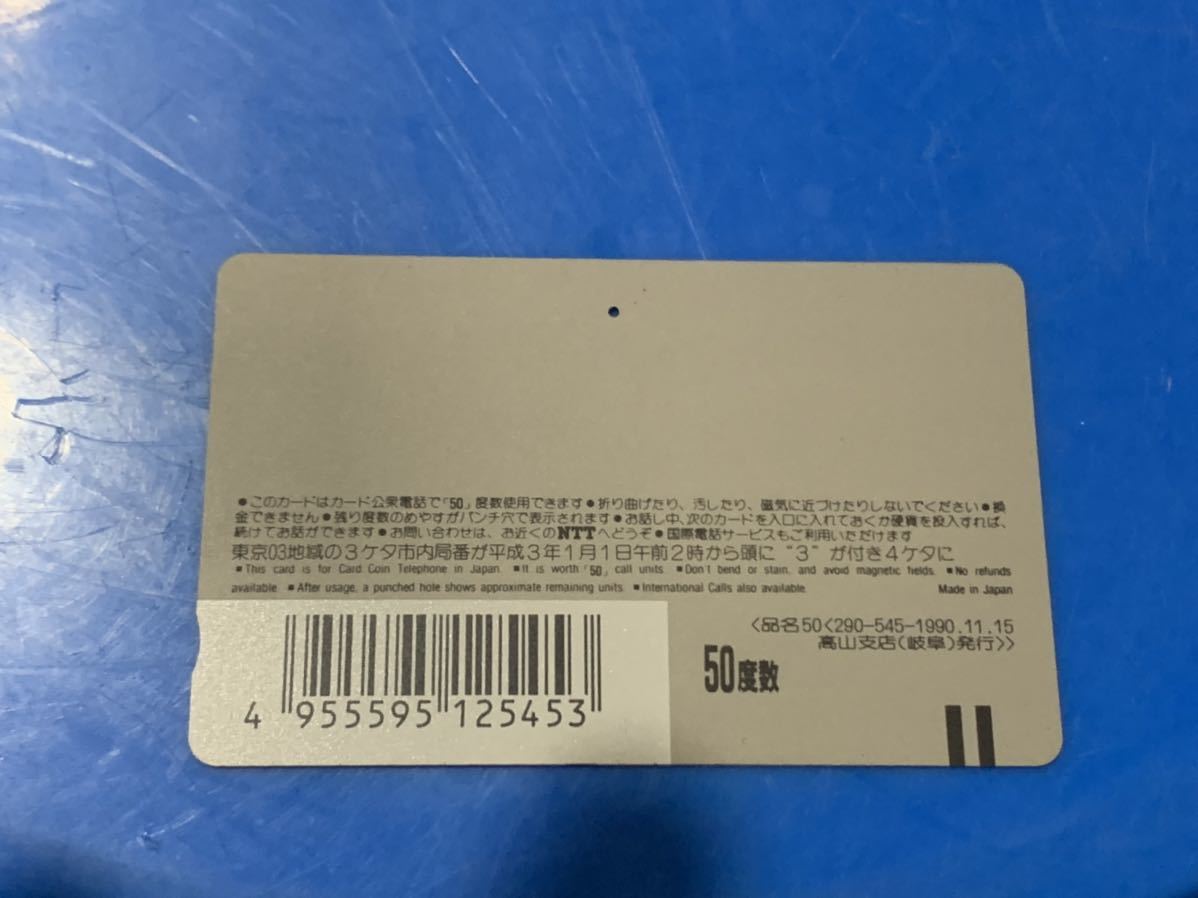 ●このカードはカード公衆電話で「50」度数使用できます●折り曲げたり、汚したり、磁気に近づけたりしないでください●換
金できません●残り度数のめやすがパンチ穴で表示されます●お話し中、次のカードを入口に入れておくか硬貨を投入すれば、
続けてお話ができます●お問い合わせは、お近くのNTTへどうぞ●国際電話サービスもご利用いただけます
東京03地域の3ケタ市内局番が平成3年1月1日午前2時から頭に“3”が付き4ケタに
■This card is for Card Coin Telephone in Japan. ■It is worth「50」call units. ■Don't bend or stain, and avoid magnetic fields. ■No refunds
available. ■After usage, a punched hole shows approximate remaining units. ■International Calls also available. Made in Japan
〈品名50〈290-545-1990.11.15
高山支店(岐阜)発行〉〉
50度数
4 955595 125453